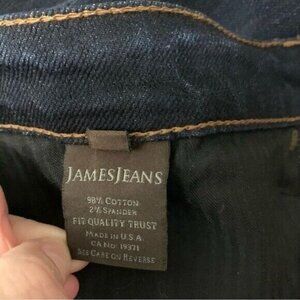 JAMESJEANS
98% COTTON
2% SPANDEX
FIT QUALITY TRUST
MADE IN U.S.A.
CA NO. 19371
SEE CARE ON REVERSE